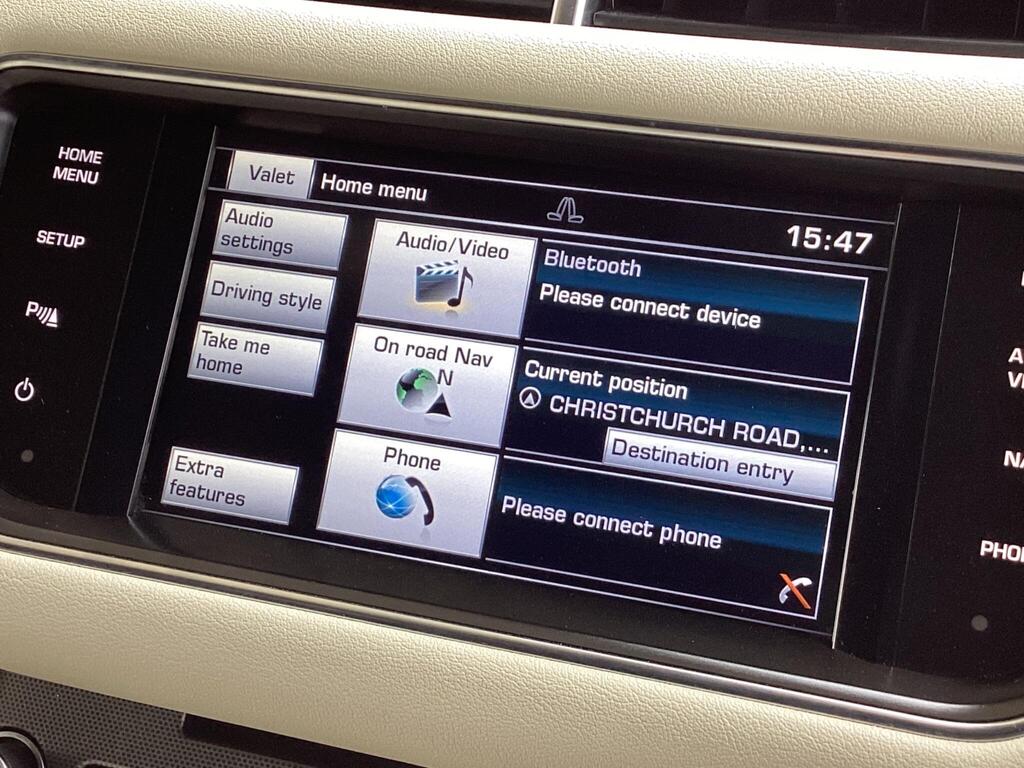 HOME
MENU
SETUP
P
Valet
Home menu
15:47
Audio
settings
Driving style
Take me
home
Extra
features
Audio/Video
On road Nav
N
Phone
Bluetooth
Please connect device
Current position
CHRISTCHURCH ROAD,...
Destination entry
Please connect phone